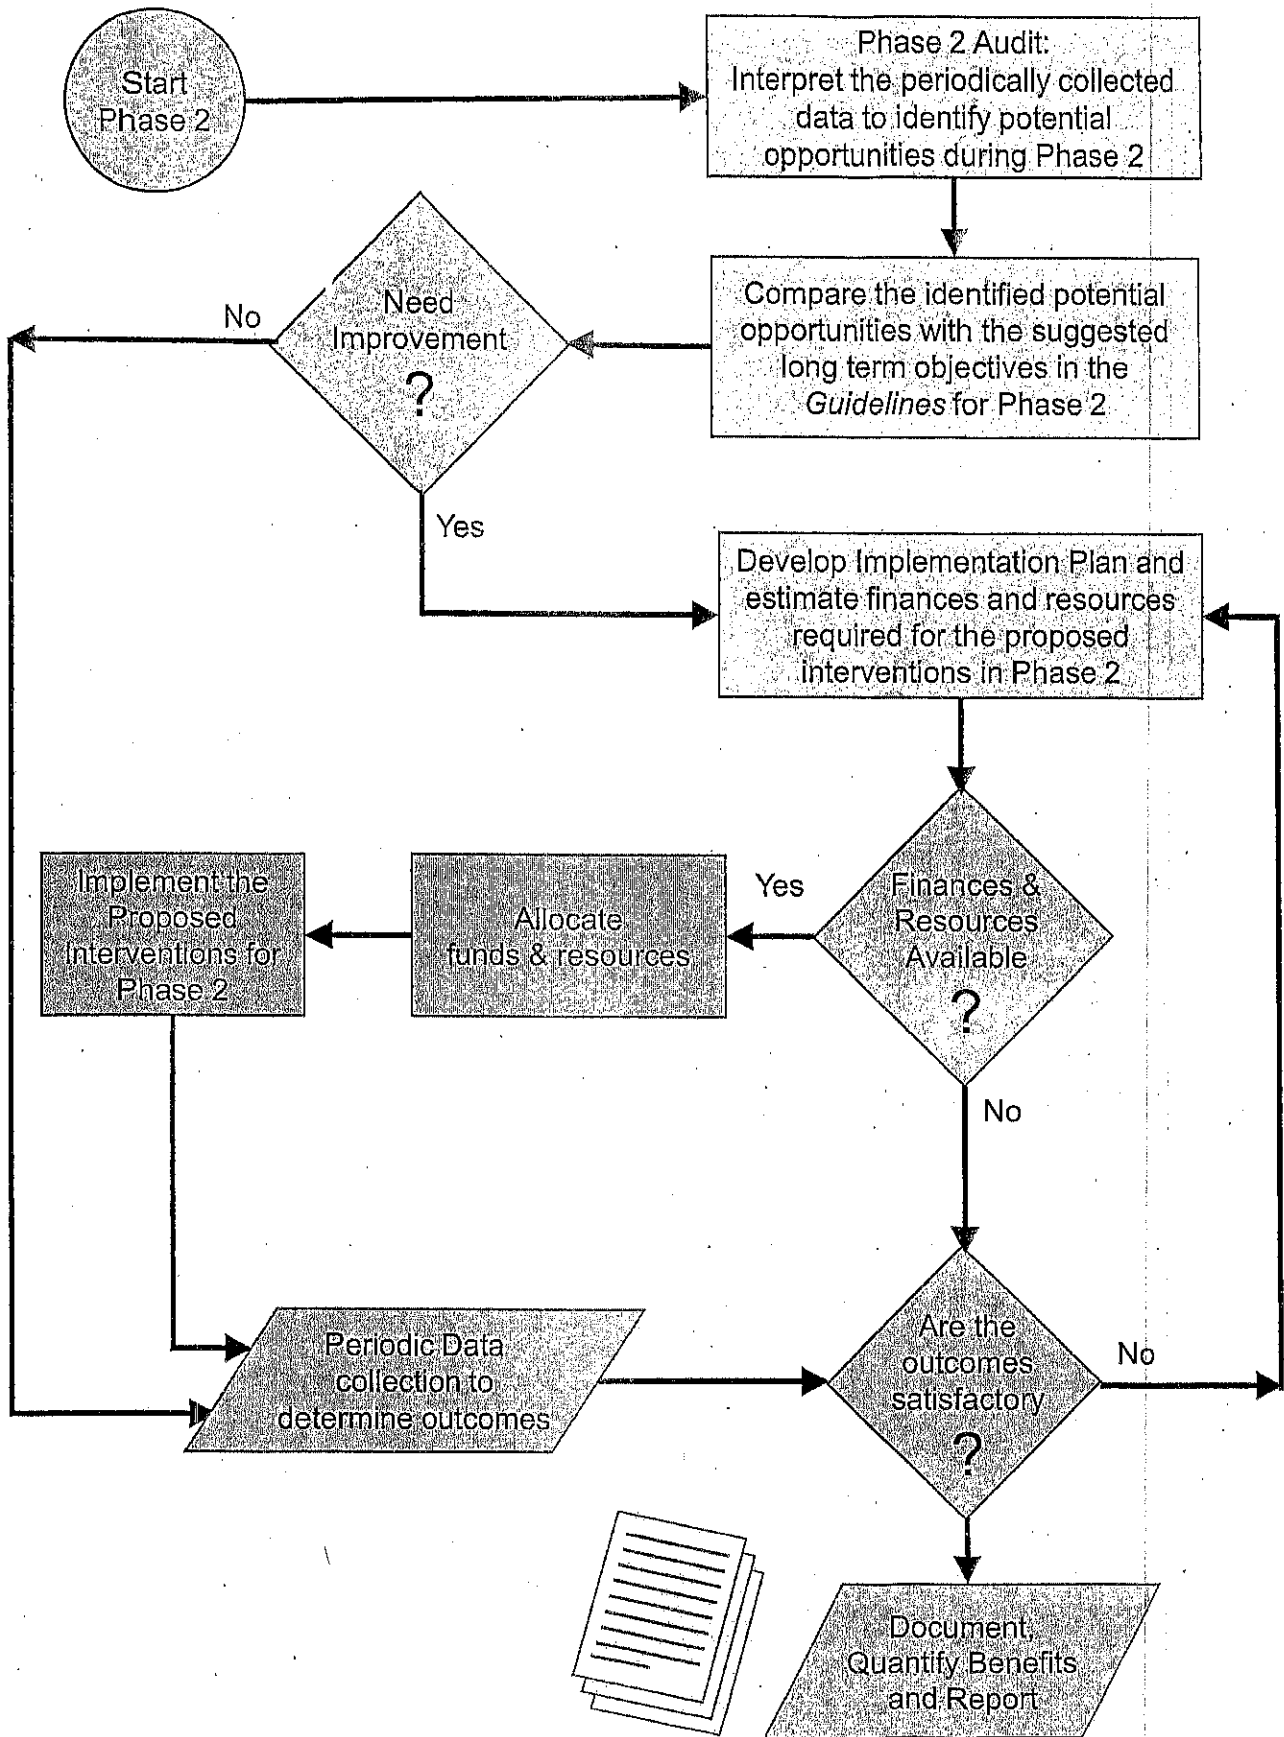 Start
Phase 2
Phase 2 Audit:
Interpret the periodically collected
data to identify potential
opportunities during Phase 2
Compare the identified potential
opportunities with the suggested
long term objectives in the
Guidelines for Phase 2
Need
Improvement
?
No
Yes
Develop Implementation Plan and
estimate finances and resources
required for the proposed
interventions in Phase 2
Finances &
Resources
Available
?
Yes
No
Allocate
funds & resources
Implement the
Proposed
Interventions for
Phase 2
Periodic Data
collection to
determine outcomes
Are the
outcomes
satisfactory
?
No
Document,
Quantify Benefits
and Report